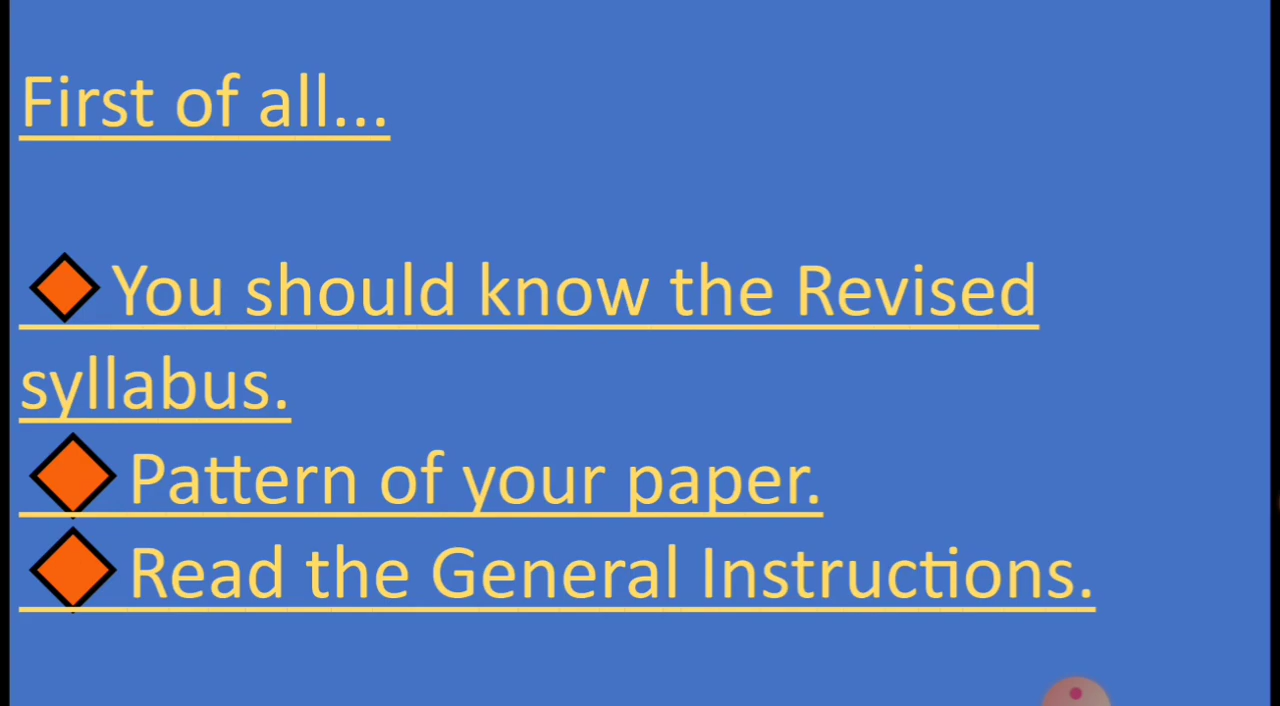 First of all...
🔶You should know the Revised
syllabus.
🔶 Pattern of your paper.
🔶 Read the General Instructions.